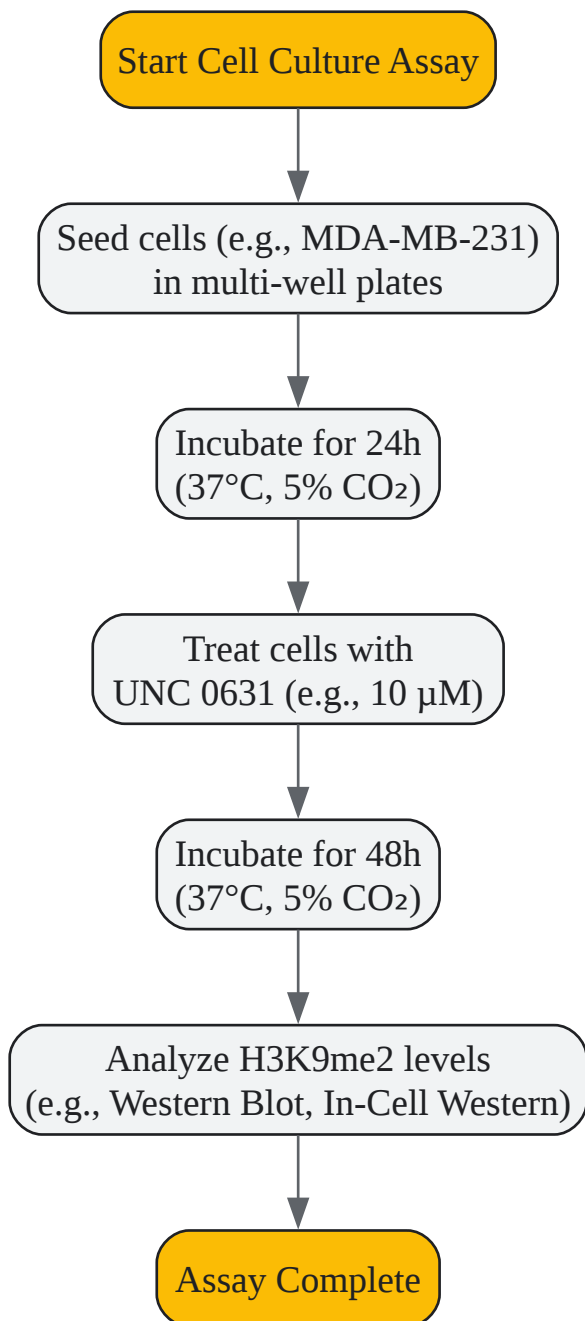 Start Cell Culture Assay
Seed cells (e.g., MDA-MB-231)
in multi-well plates
Incubate for 24h
(37°C, 5% CO₂)
Treat cells with
UNC 0631 (e.g., 10 µM)
Incubate for 48h
(37°C, 5% CO₂)
Analyze H3K9me2 levels
(e.g., Western Blot, In-Cell Western)
Assay Complete